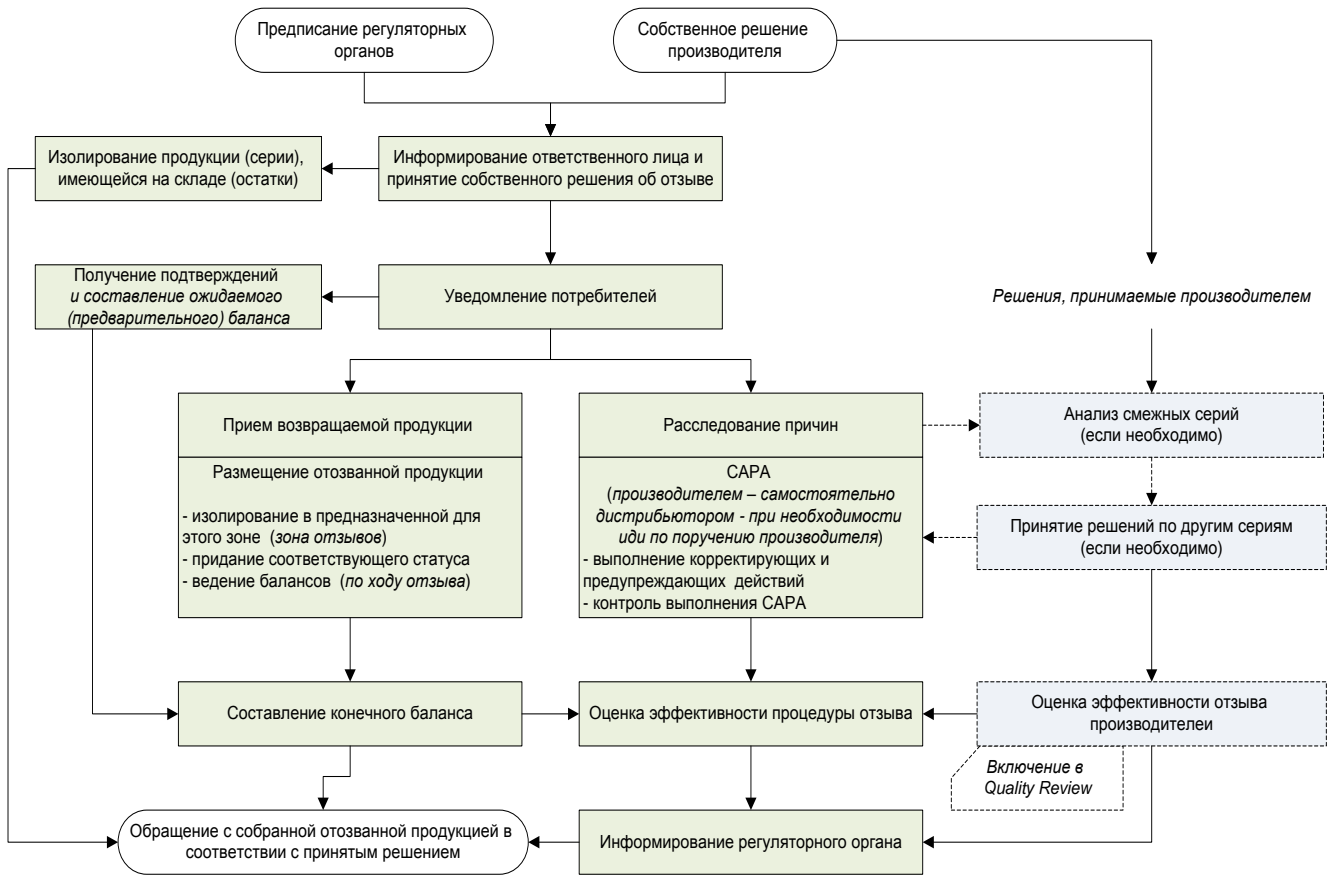 Предписание регуляторных
органов
Собственное решение
производителя
Изолирование продукции (серии),
имеющейся на складе (остатки)
Информирование ответственного лица и
принятие собственного решения об отзыве
Получение подтверждений
и составление ожидаемого
(предварительного) баланса
Уведомление потребителей
Решения, принимаемые производителем
Прием возвращаемой продукции
Размещение отозванной продукции
- изолирование в предназначенной для
этого зоне (зона отзывов)
- придание соответствующего статуса
- ведение балансов (по ходу отзыва)
Расследование причин
САРА
(производителем – самостоятельно
дистрибьютором - при необходимости
иди по поручению производителя)
- выполнение корректирующих и
предупреждающих действий
- контроль выполнения САРА
Анализ смежных серий
(если необходимо)
Принятие решений по другим сериям
(если необходимо)
Составление конечного баланса
Оценка эффективности процедуры отзыва
Оценка эффективности отзыва
производителеи
Включение в
Quality Review
Обращение с собранной отозванной продукцией в
соответствии с принятым решением
Информирование регуляторного органа